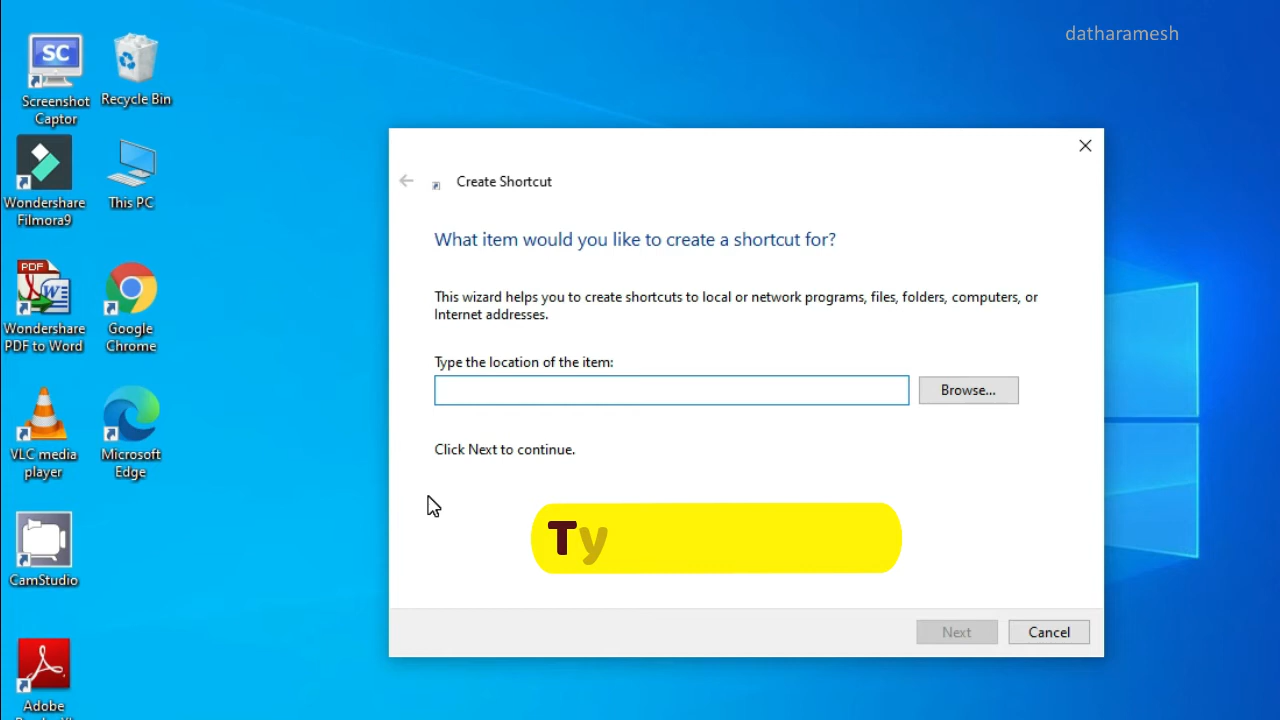 datharamesh
SC
Screenshot
Captor
Recycle Bin
Wondershare
Filmora9
This PC
PDF
W
Wondershare
PDF to Word
Google
Chrome
VLC media
player
Microsoft
Edge
CamStudio
Adobe
Create Shortcut
What item would you like to create a shortcut for?
This wizard helps you to create shortcuts to local or network programs, files, folders, computers, or
Internet addresses.
Type the location of the item:
Browse...
Click Next to continue.
Ty
Next
Cancel